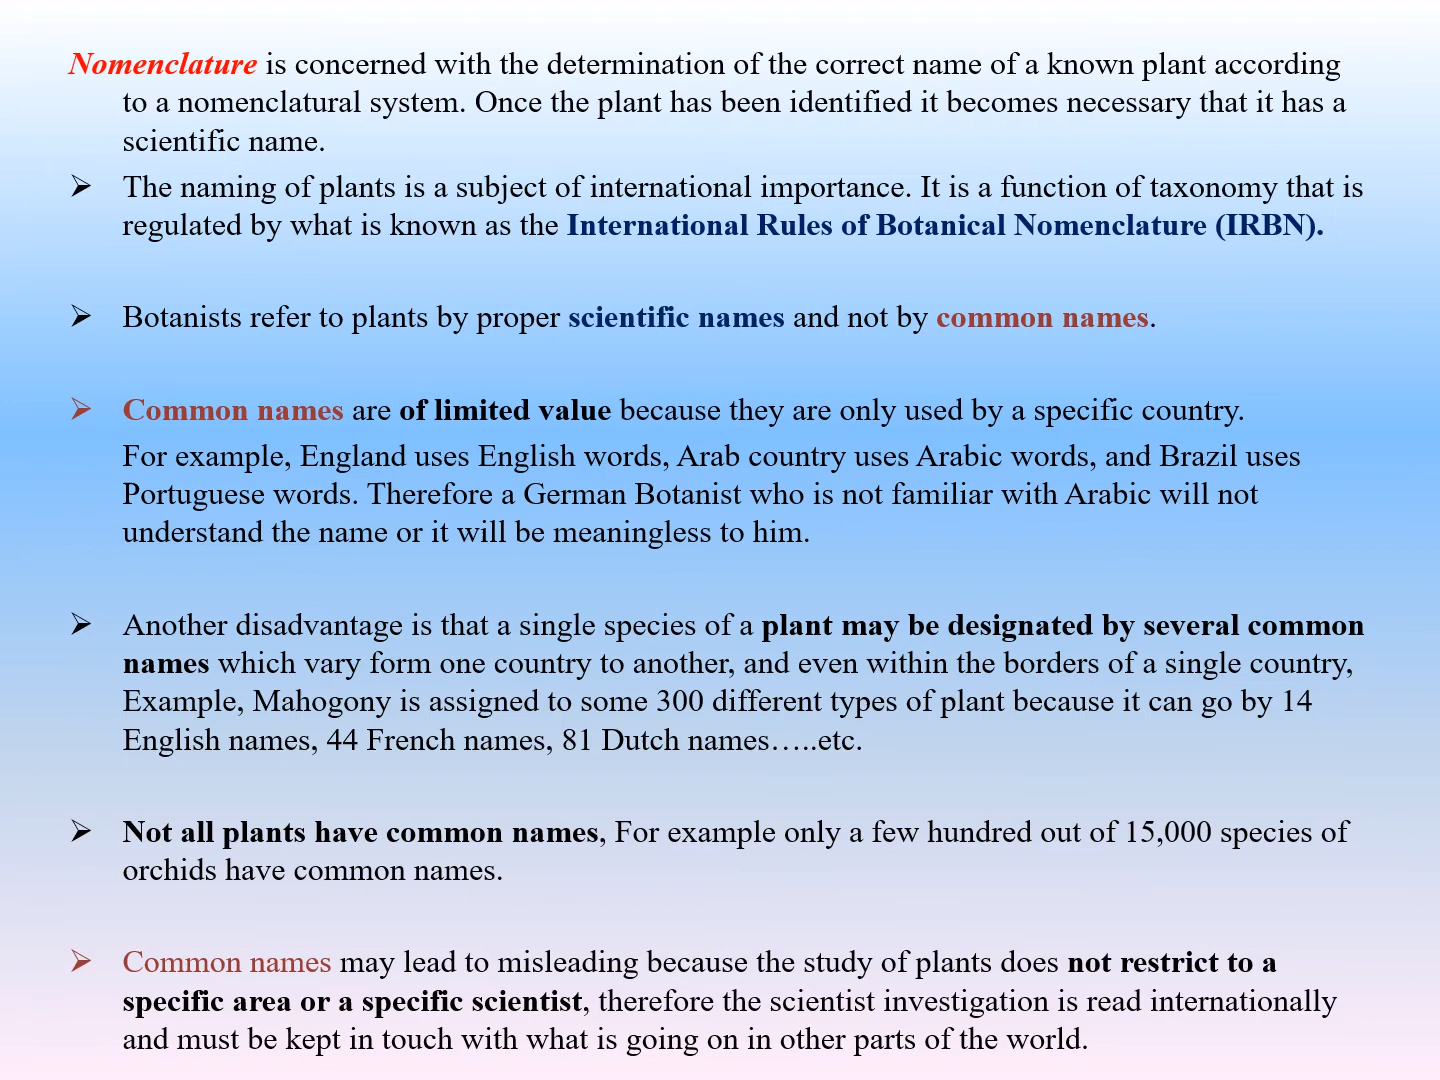 Nomenclature is concerned with the determination of the correct name of a known plant according
to a nomenclatural system. Once the plant has been identified it becomes necessary that it has a
scientific name.
➢ The naming of plants is a subject of international importance. It is a function of taxonomy that is
regulated by what is known as the International Rules of Botanical Nomenclature (IRBN).
➢ Botanists refer to plants by proper scientific names and not by common names.
➢ Common names are of limited value because they are only used by a specific country.
For example, England uses English words, Arab country uses Arabic words, and Brazil uses
Portuguese words. Therefore a German Botanist who is not familiar with Arabic will not
understand the name or it will be meaningless to him.
➢ Another disadvantage is that a single species of a plant may be designated by several common
names which vary form one country to another, and even within the borders of a single country,
Example, Mahogony is assigned to some 300 different types of plant because it can go by 14
English names, 44 French names, 81 Dutch names…..etc.
➢ Not all plants have common names, For example only a few hundred out of 15,000 species of
orchids have common names.
➢ Common names may lead to misleading because the study of plants does not restrict to a
specific area or a specific scientist, therefore the scientist investigation is read internationally
and must be kept in touch with what is going on in other parts of the world.